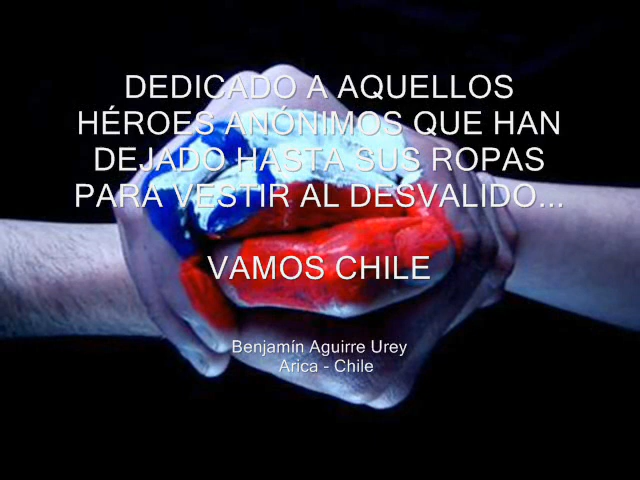 DEDICADO A AQUELLOS
HÉROES ANÓNIMOS QUE HAN
DEJADO HASTA SUS ROPAS
PARA VESTIR AL DESVALIDO...
VAMOS CHILE
Benjamín Aguirre Urey
Arica - Chile